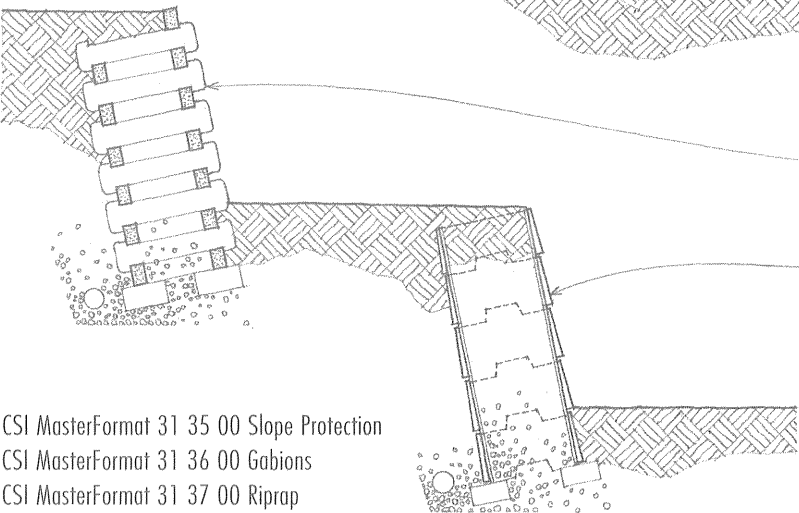 CSI MasterFormat 31 35 00 Slope Protection
CSI MasterFormat 31 36 00 Gabions
CSI MasterFormat 31 37 00 Riprap